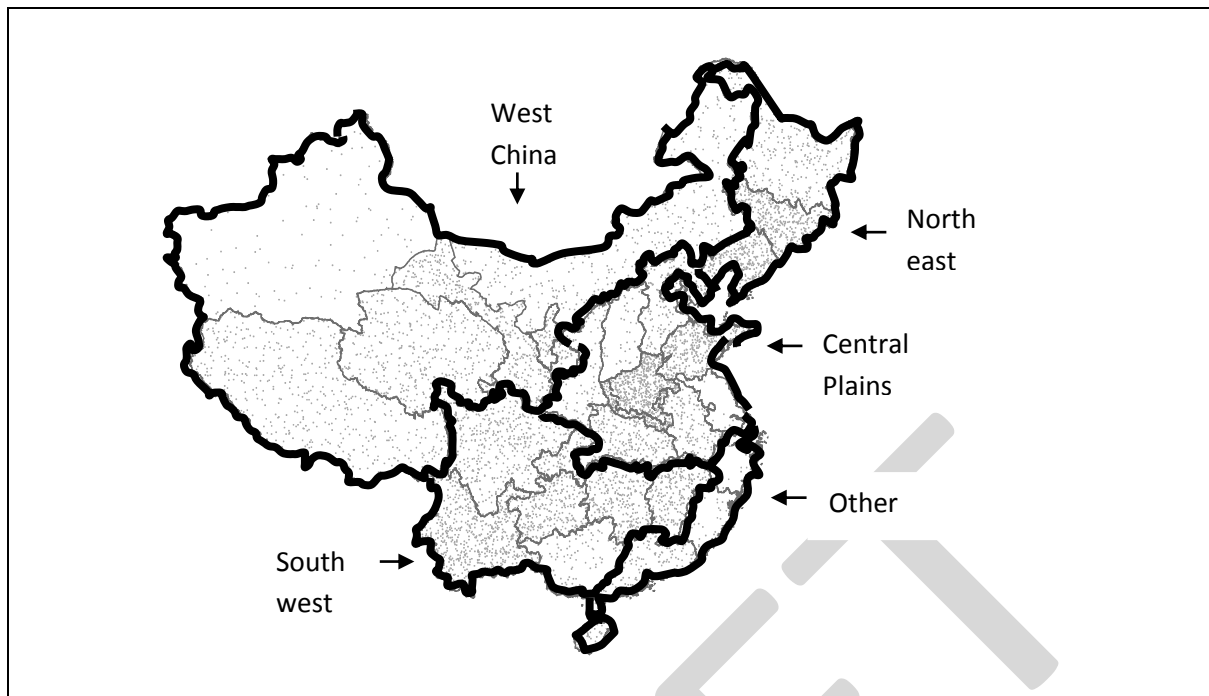 West
China
North
east
Central
Plains
Other
South
west